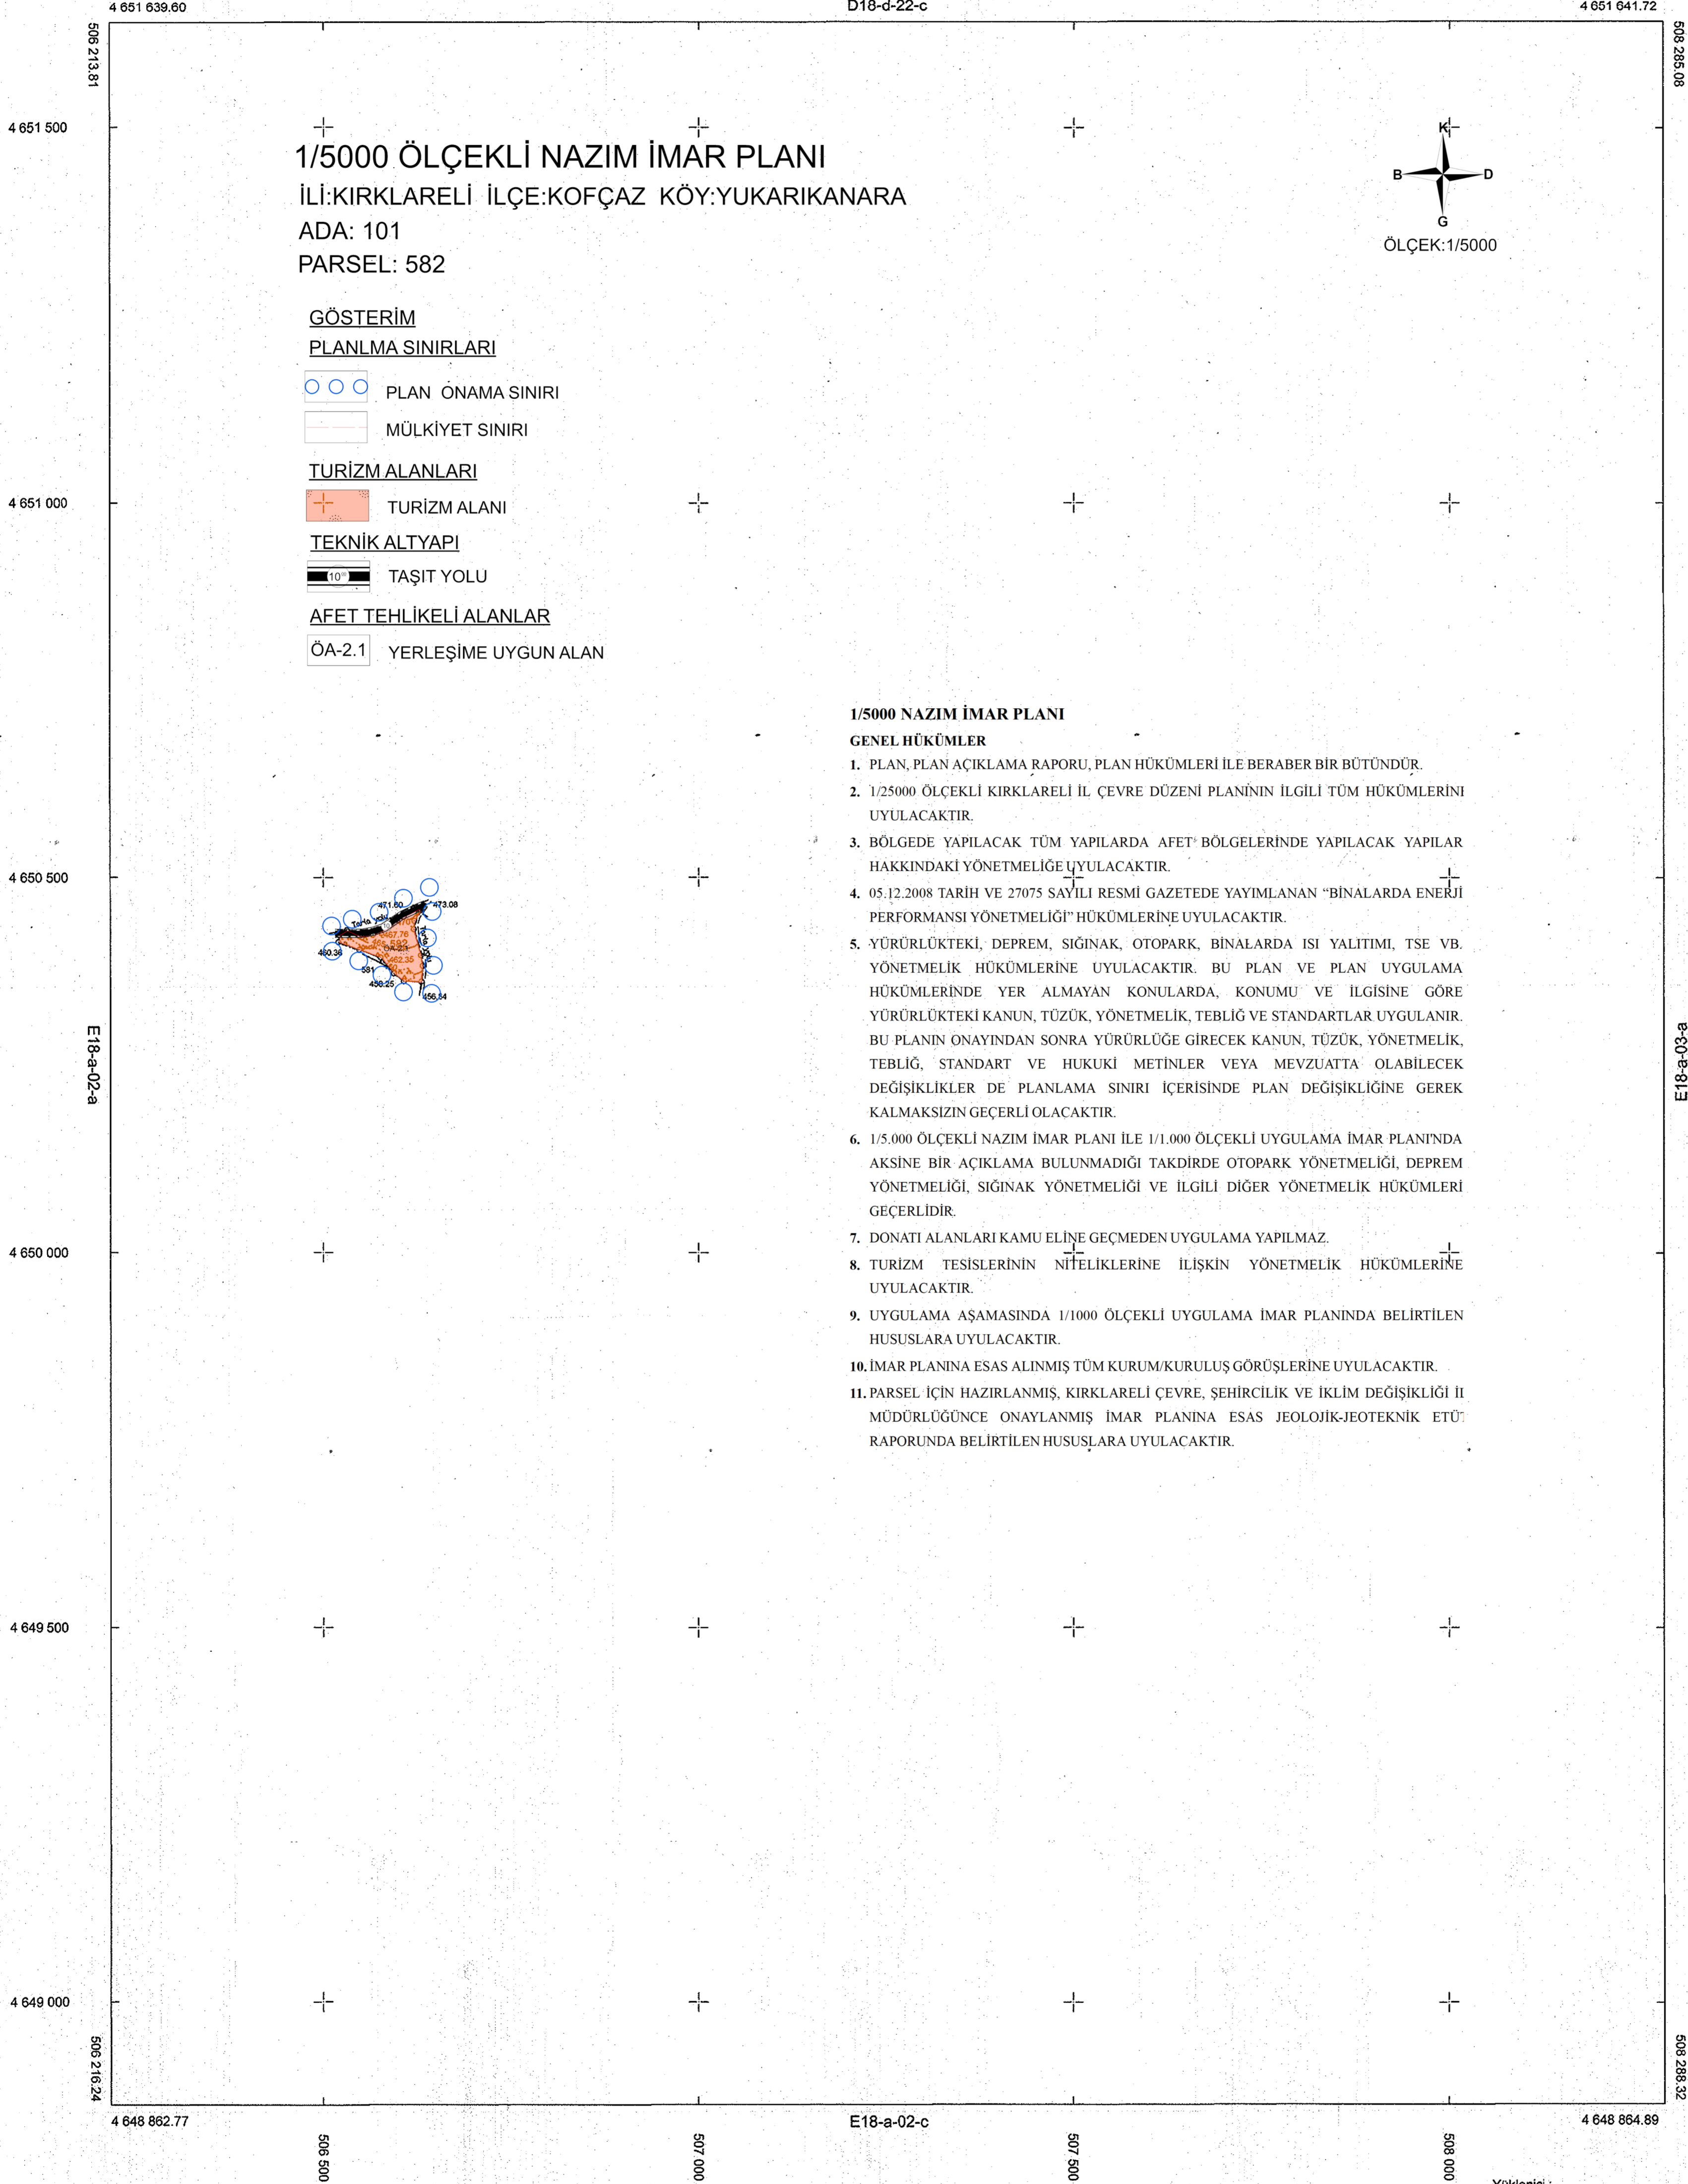 4 651 639.60
D18-d-22-c
4 651 641.72
506 213.81
508 285.08
4 651 500
1/5000 ÖLÇEKLİ NAZIM İMAR PLANI
İLİ:KIRKLARELİ İLÇE:KOFÇAZ KÖY:YUKARIKANARA
ADA: 101
PARSEL: 582
K
B
D
G
ÖLÇEK:1/5000
GÖSTERİM
PLANLMA SINIRLARI
PLAN ONAMA SINIRI
MÜLKİYET SINIRI
TURİZM ALANLARI
4 651 000
TURİZM ALANI
TEKNİK ALTYAPI
10m TAŞIT YOLU
AFET TEHLİKELİ ALANLAR
ÖA-2.1 YERLEŞİME UYGUN ALAN
1/5000 NAZIM İMAR PLANI
GENEL HÜKÜMLER
1. PLAN, PLAN AÇIKLAMA RAPORU, PLAN HÜKÜMLERİ İLE BERABER BİR BÜTÜNDÜR.
2. 1/25000 ÖLÇEKLİ KIRKLARELİ İL ÇEVRE DÜZENİ PLANININ İLGİLİ TÜM HÜKÜMLERİNE
UYULACAKTIR.
3. BÖLGEDE YAPILACAK TÜM YAPILARDA AFET BÖLGELERİNDE YAPILACAK YAPILAR
HAKKINDAKİ YÖNETMELİĞE UYULACAKTIR.
4. 05.12.2008 TARİH VE 27075 SAYILI RESMİ GAZETEDE YAYIMLANAN “BİNALARDA ENERJİ
PERFORMANSI YÖNETMELİĞİ” HÜKÜMLERİNE UYULACAKTIR.
5. YÜRÜRLÜKTEKİ, DEPREM, SIĞINAK, OTOPARK, BİNALARDA ISI YALITIMI, TSE VB.
YÖNETMELİK HÜKÜMLERİNE UYULACAKTIR. BU PLAN VE PLAN UYGULAMA
HÜKÜMLERİNDE YER ALMAYAN KONULARDA, KONUMU VE İLGİSİNE GÖRE
YÜRÜRLÜKTEKİ KANUN, TÜZÜK, YÖNETMELİK, TEBLİĞ VE STANDARTLAR UYGULANIR.
BU PLANIN ONAYINDAN SONRA YÜRÜRLÜĞE GİRECEK KANUN, TÜZÜK, YÖNETMELİK,
TEBLİĞ, STANDART VE HUKUKİ METİNLER VEYA MEVZUATTA OLABİLECEK
DEĞİŞİKLİKLER DE PLANLAMA SINIRI İÇERİSİNDE PLAN DEĞİŞİKLİĞİNE GEREK
KALMAKSIZIN GEÇERLİ OLACAKTIR.
6. 1/5.000 ÖLÇEKLİ NAZIM İMAR PLANI İLE 1/1.000 ÖLÇEKLİ UYGULAMA İMAR PLANI'NDA
AKSİNE BİR AÇIKLAMA BULUNMADIĞI TAKDİRDE OTOPARK YÖNETMELİĞİ, DEPREM
YÖNETMELİĞİ, SIĞINAK YÖNETMELİĞİ VE İLGİLİ DİĞER YÖNETMELİK HÜKÜMLERİ
GEÇERLİDİR.
7. DONATI ALANLARI KAMU ELİNE GEÇMEDEN UYGULAMA YAPILMAZ.
8. TURİZM TESİSLERİNİN NİTELİKLERİNE İLİŞKİN YÖNETMELİK HÜKÜMLERİNE
UYULACAKTIR.
9. UYGULAMA AŞAMASINDA 1/1000 ÖLÇEKLİ UYGULAMA İMAR PLANINDA BELİRTİLEN
HUSUSLARA UYULACAKTIR.
10. İMAR PLANINA ESAS ALINMIŞ TÜM KURUM/KURULUŞ GÖRÜŞLERİNE UYULACAKTIR.
11. PARSEL İÇİN HAZIRLANMIŞ, KIRKLARELİ ÇEVRE, ŞEHİRCİLİK VE İKLİM DEĞİŞİKLİĞİ İL
MÜDÜRLÜĞÜNCE ONAYLANMIŞ İMAR PLANINA ESAS JEOLOJİK-JEOTEKNİK ETÜT
RAPORUNDA BELİRTİLEN HUSUSLARA UYULACAKTIR.
4 650 500
471.60
473.08
Tarla yolu
467.76
582
ÖA-2.1
460.36
462.35
581
458.25
456.54
E18-a-02-a
E18-a-03-a
4 650 000
4 649 500
4 649 000
506 216.24
508 288.32
4 648 862.77
E18-a-02-c
4 648 864.89
506 500
507 000
507 500
508 000